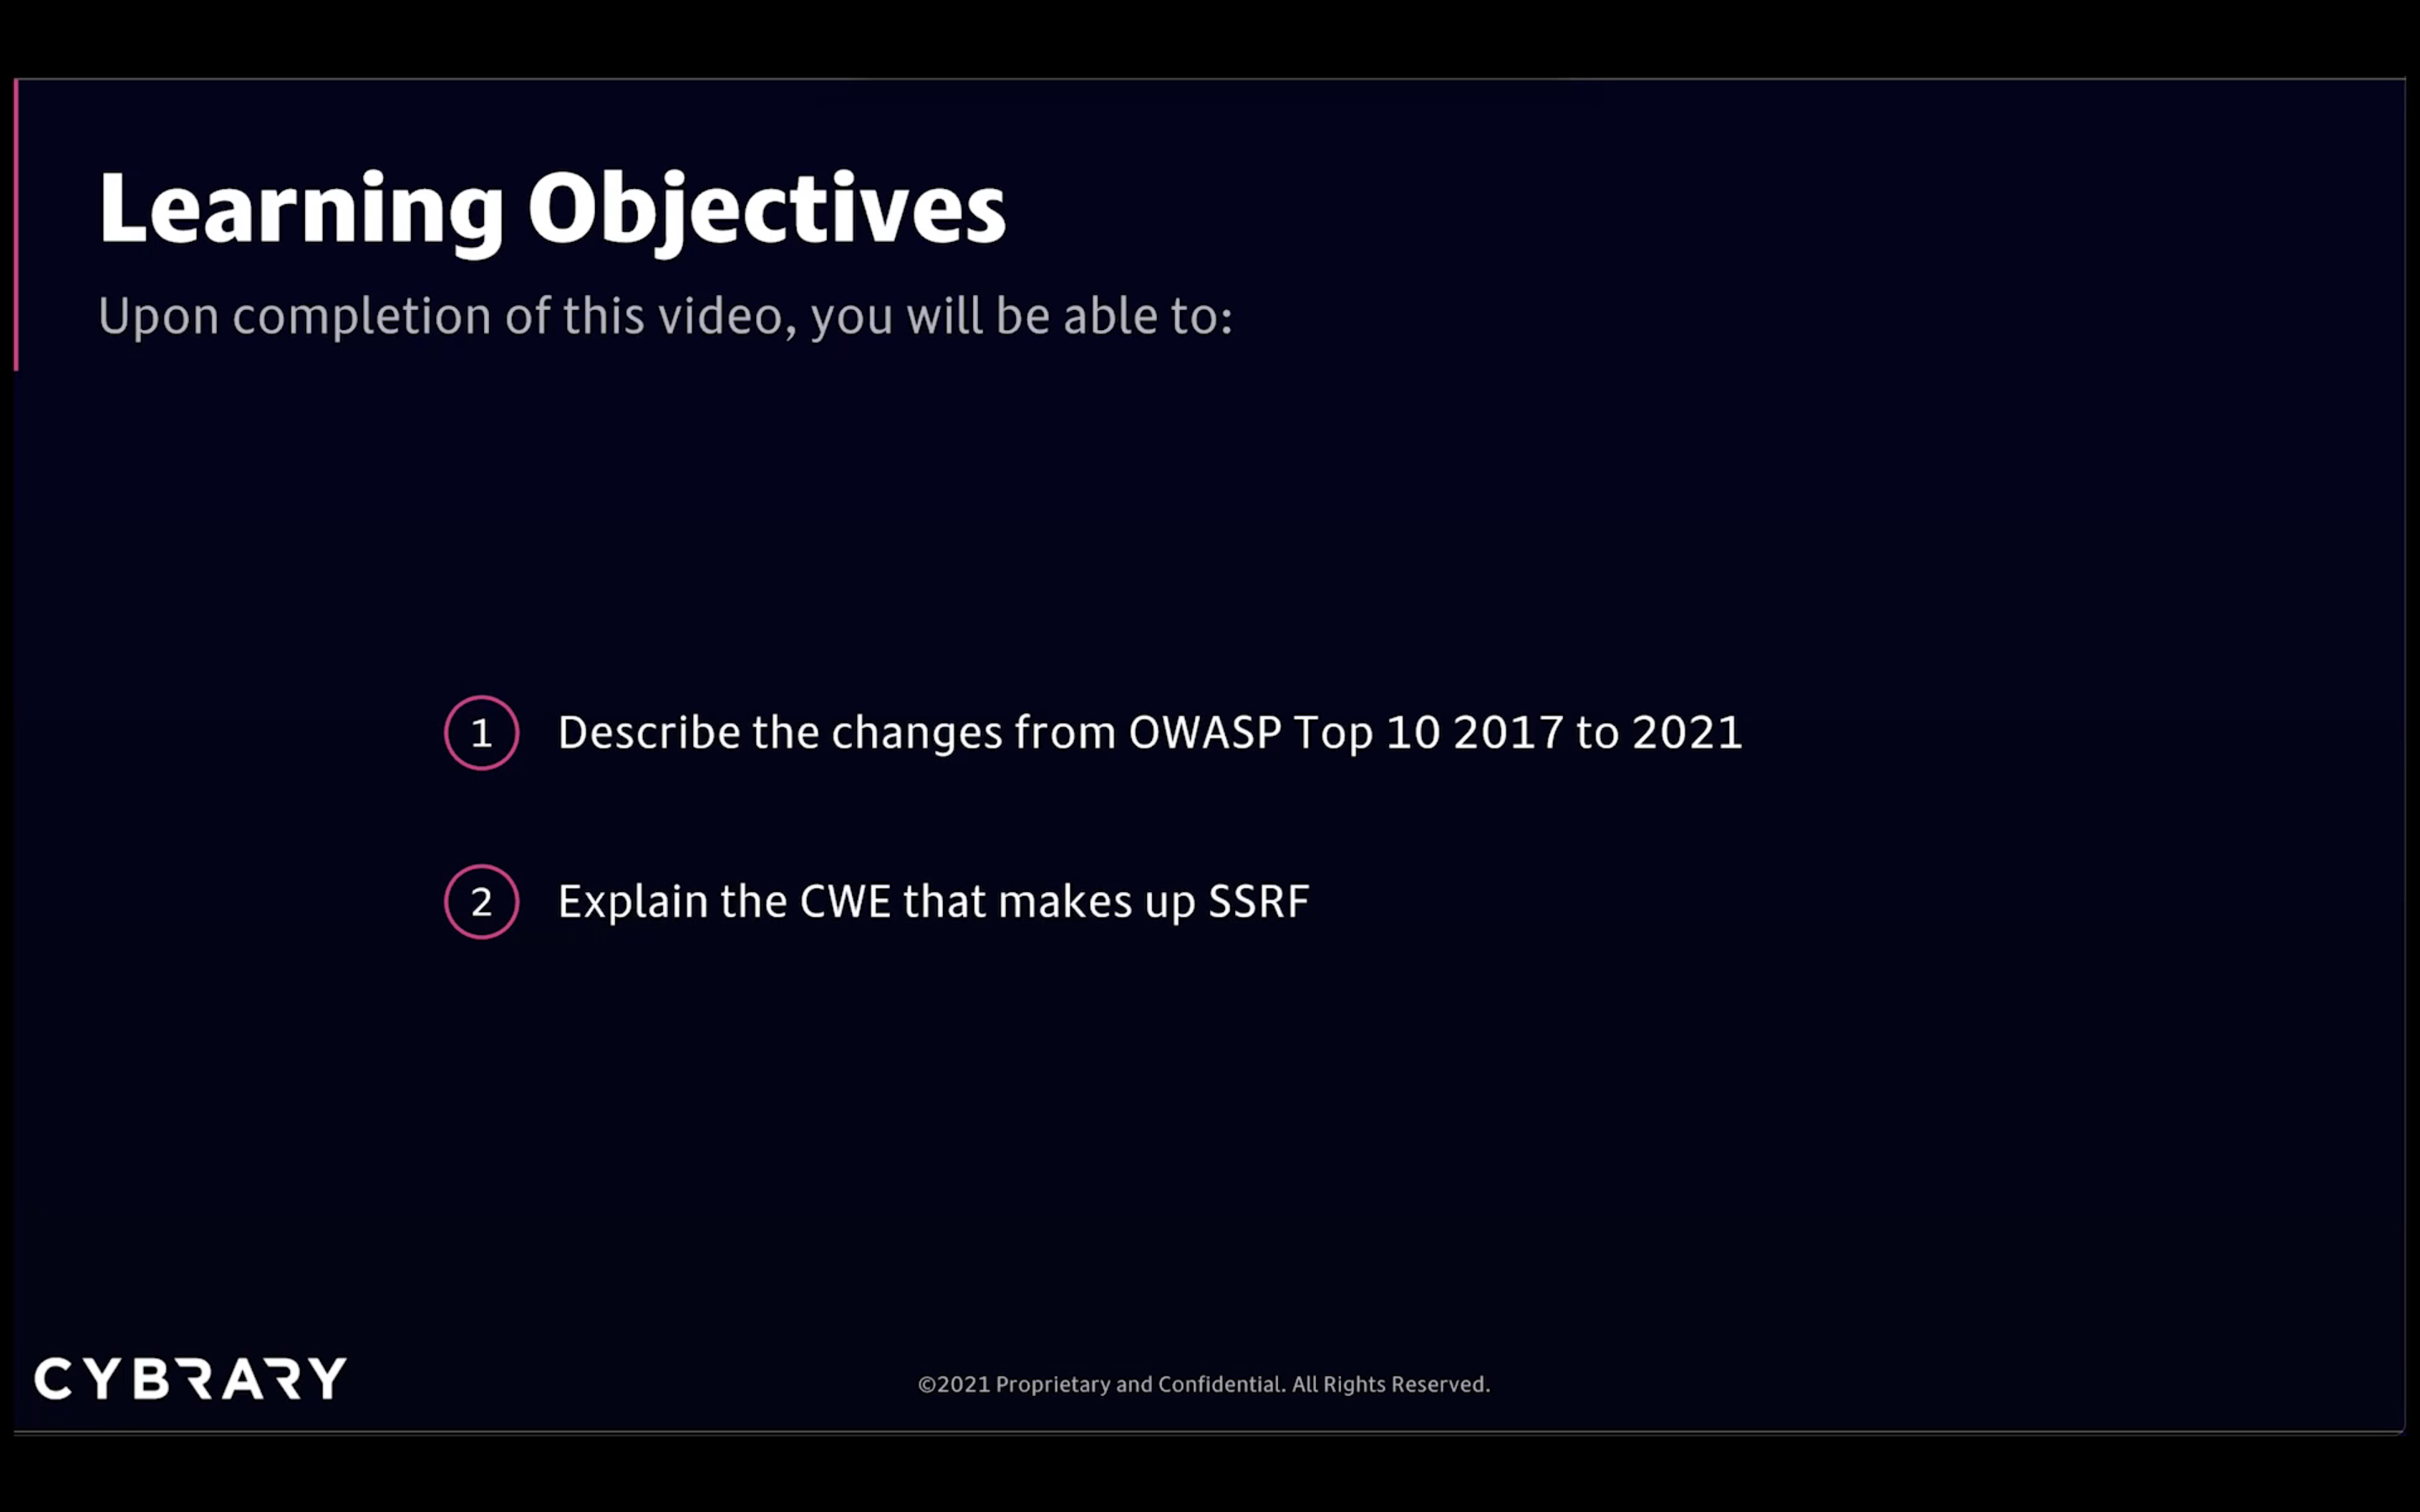 Learning Objectives
Upon completion of this video, you will be able to:
1 Describe the changes from OWASP Top 10 2017 to 2021
2 Explain the CWE that makes up SSRF
CYBRARY
©2021 Proprietary and Confidential. All Rights Reserved.